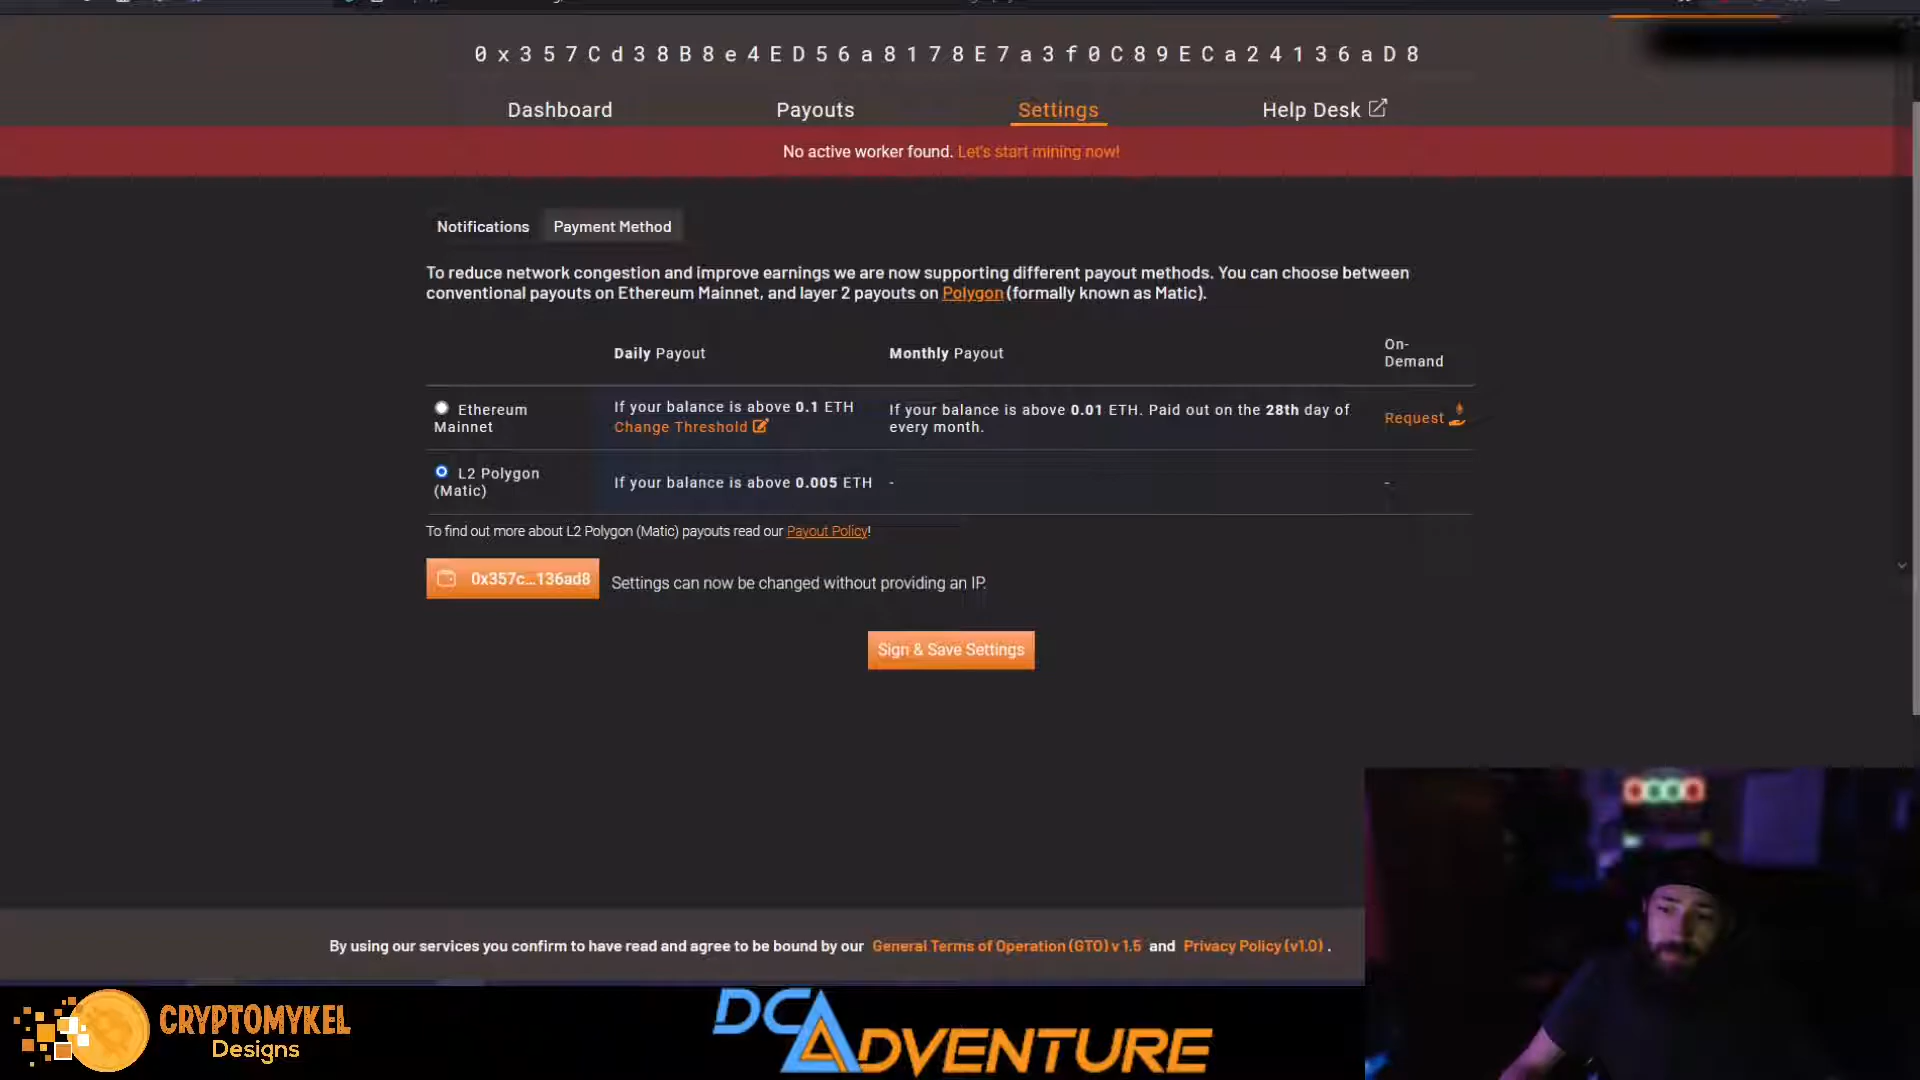 0x357Cd38B8e4ED56a8178E7a3f0C89ECa24136aD8
Dashboard Payouts Settings Help Desk
No active worker found. Let's start mining now!
Notifications Payment Method
To reduce network congestion and improve earnings we are now supporting different payout methods. You can choose between
conventional payouts on Ethereum Mainnet, and layer 2 payouts on Polygon (formally known as Matic).
Daily Payout Monthly Payout On-
Demand
Ethereum
Mainnet
If your balance is above 0.1 ETH
Change Threshold
If your balance is above 0.01 ETH. Paid out on the 28th day of
every month.
Request
L2 Polygon
(Matic)
If your balance is above 0.005 ETH - -
To find out more about L2 Polygon (Matic) payouts read our Payout Policy!
0x357c...136ad8 Settings can now be changed without providing an IP.
Sign & Save Settings
By using our services you confirm to have read and agree to be bound by our General Terms of Operation (GTO) v 1.5 and Privacy Policy (v1.0) .
CRYPTOMYKEL
Designs
DCADVENTURE